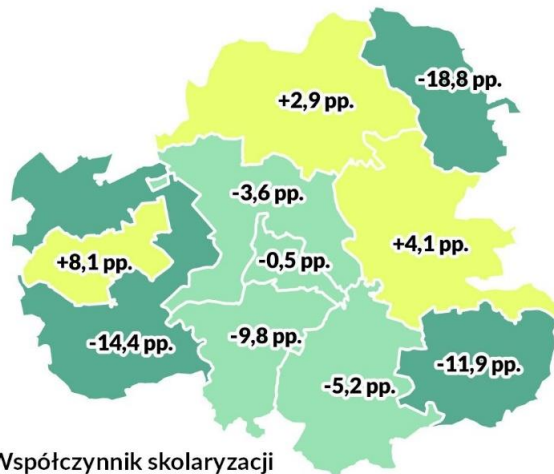 -18,8 pp.
+2,9 pp.
-3,6 pp.
+4,1 pp.
+8,1 pp.
-0,5 pp.
-14,4 pp.
-9,8 pp.
-11,9 pp.
-5,2 pp.
Współczynnik skolaryzacji